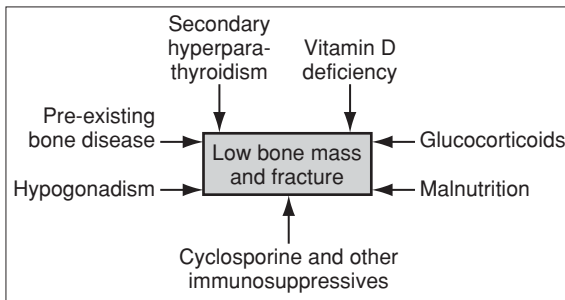 Secondary
hyperpara-
thyroidism
Vitamin D
deficiency
Pre-existing
bone disease
Glucocorticoids
Low bone mass
and fracture
Hypogonadism
Malnutrition
Cyclosporine and other
immunosuppressives